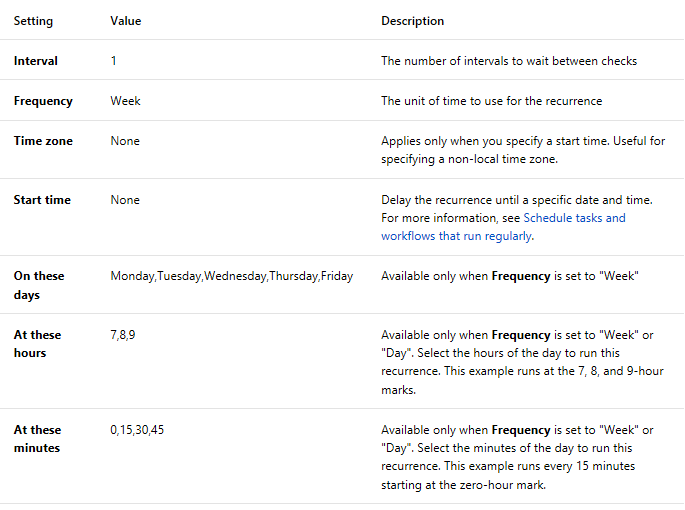 Setting Value Description
Interval 1 The number of intervals to wait between checks
Frequency Week The unit of time to use for the recurrence
Time zone None Applies only when you specify a start time. Useful for
specifying a non-local time zone.
Start time None Delay the recurrence until a specific date and time.
For more information, see Schedule tasks and
workflows that run regularly.
On these Monday,Tuesday,Wednesday,Thursday,Friday Available only when Frequency is set to "Week"
days
At these 7,8,9 Available only when Frequency is set to "Week" or
hours "Day". Select the hours of the day to run this
recurrence. This example runs at the 7, 8, and 9-hour
marks.
At these 0,15,30,45 Available only when Frequency is set to "Week" or
minutes "Day". Select the minutes of the day to run this
recurrence. This example runs every 15 minutes
starting at the zero-hour mark.